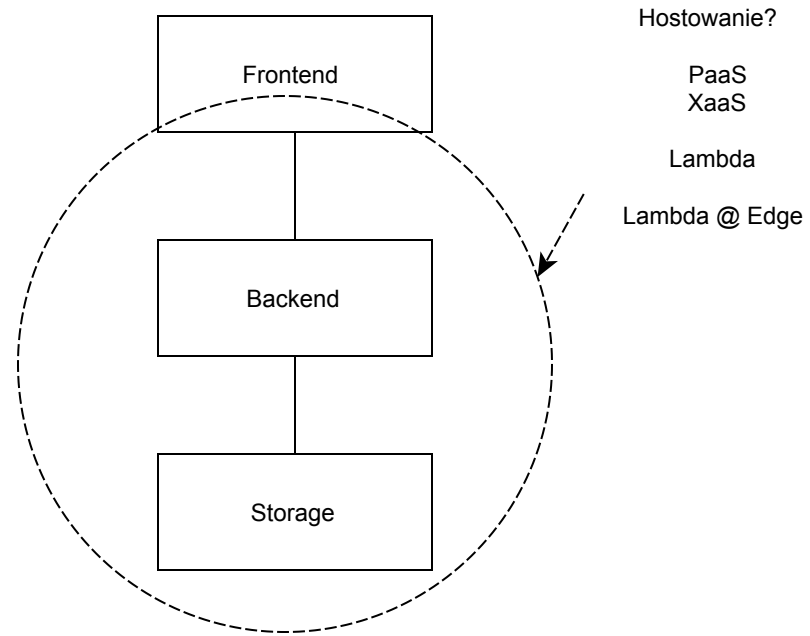 Frontend
Backend
Storage
Hostowanie?
PaaS
XaaS
Lambda
Lambda @ Edge